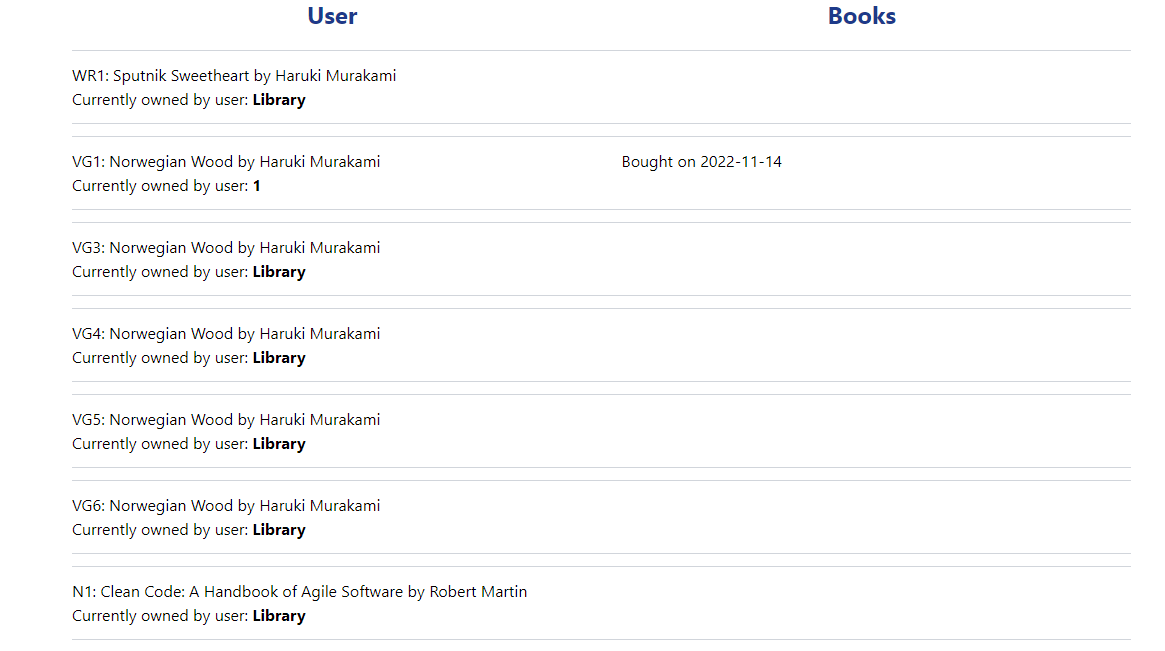 User Books
WR1: Sputnik Sweetheart by Haruki Murakami
Currently owned by user: Library
VG1: Norwegian Wood by Haruki Murakami
Currently owned by user: 1
Bought on 2022-11-14
VG3: Norwegian Wood by Haruki Murakami
Currently owned by user: Library
VG4: Norwegian Wood by Haruki Murakami
Currently owned by user: Library
VG5: Norwegian Wood by Haruki Murakami
Currently owned by user: Library
VG6: Norwegian Wood by Haruki Murakami
Currently owned by user: Library
N1: Clean Code: A Handbook of Agile Software by Robert Martin
Currently owned by user: Library